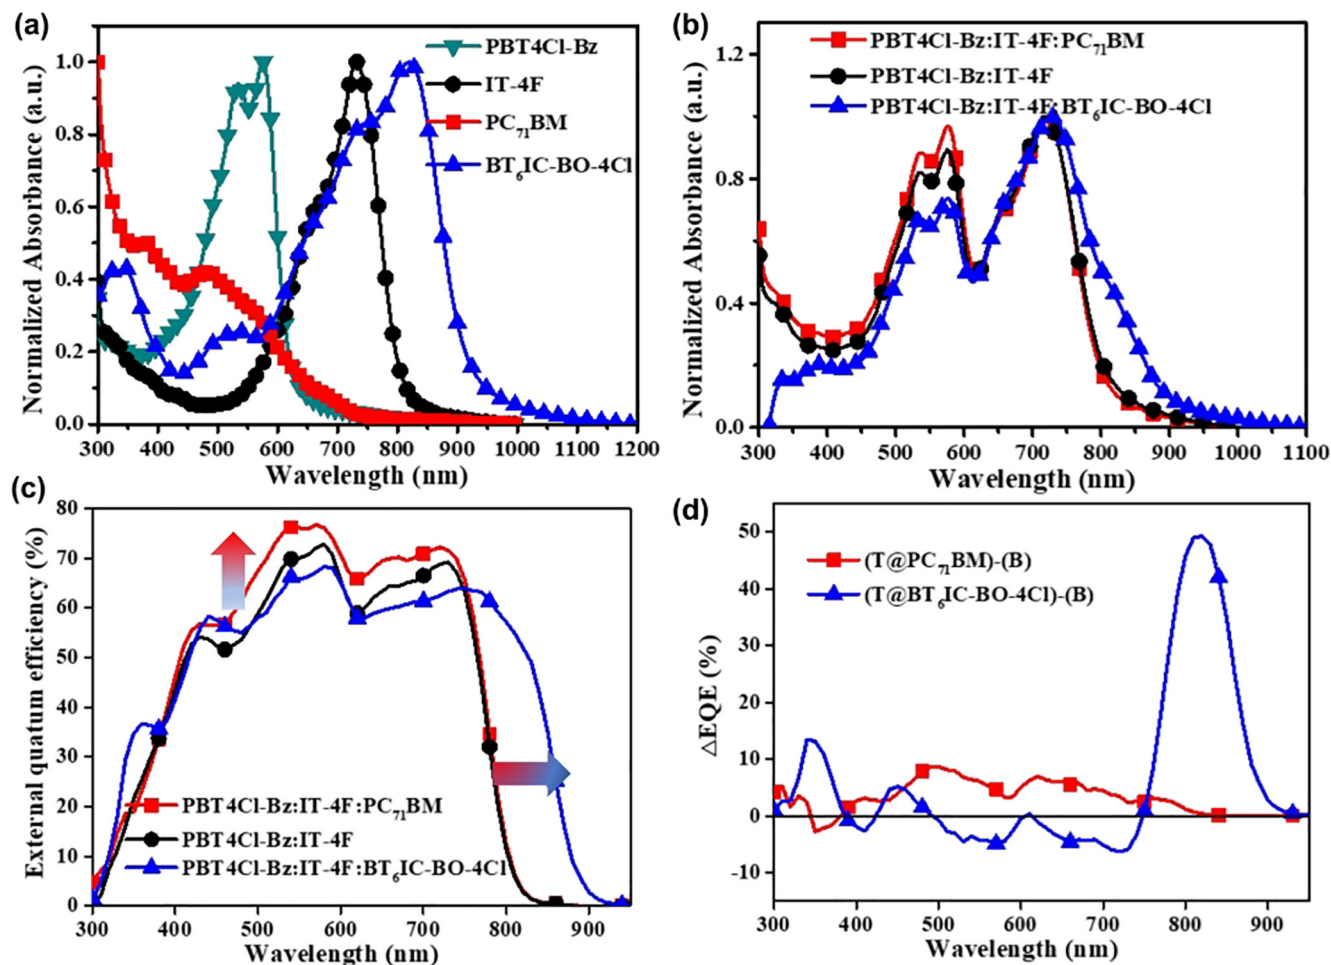 (a)
Normalized Absorbance (a.u.)
1.0
0.8
0.6
0.4
0.2
0.0
PBT4Cl-Bz
IT-4F
PC71BM
BT6IC-BO-4Cl
300 400 500 600 700 800 900 1000 1100 1200
Wavelength (nm)
(b)
Normalized Absorbance (a.u.)
1.2
0.8
0.4
0.0
PBT4Cl-Bz:IT-4F:PC71BM
PBT4Cl-Bz:IT-4F
PBT4Cl-Bz:IT-4F:BT6IC-BO-4Cl
300 400 500 600 700 800 900 1000 1100
Wavelength (nm)
(c)
External quatum efficiency (%)
80
70
60
50
40
30
20
10
0
PBT4Cl-Bz:IT-4F:PC71BM
PBT4Cl-Bz:IT-4F
PBT4Cl-Bz:IT-4F:BT6IC-BO-4Cl
300 400 500 600 700 800 900
Wavelength (nm)
(d)
△EQE (%)
50
40
30
20
10
0
-10
(T@PC71BM)-(B)
(T@BT6IC-BO-4Cl)-(B)
300 400 500 600 700 800 900
Wavelength (nm)